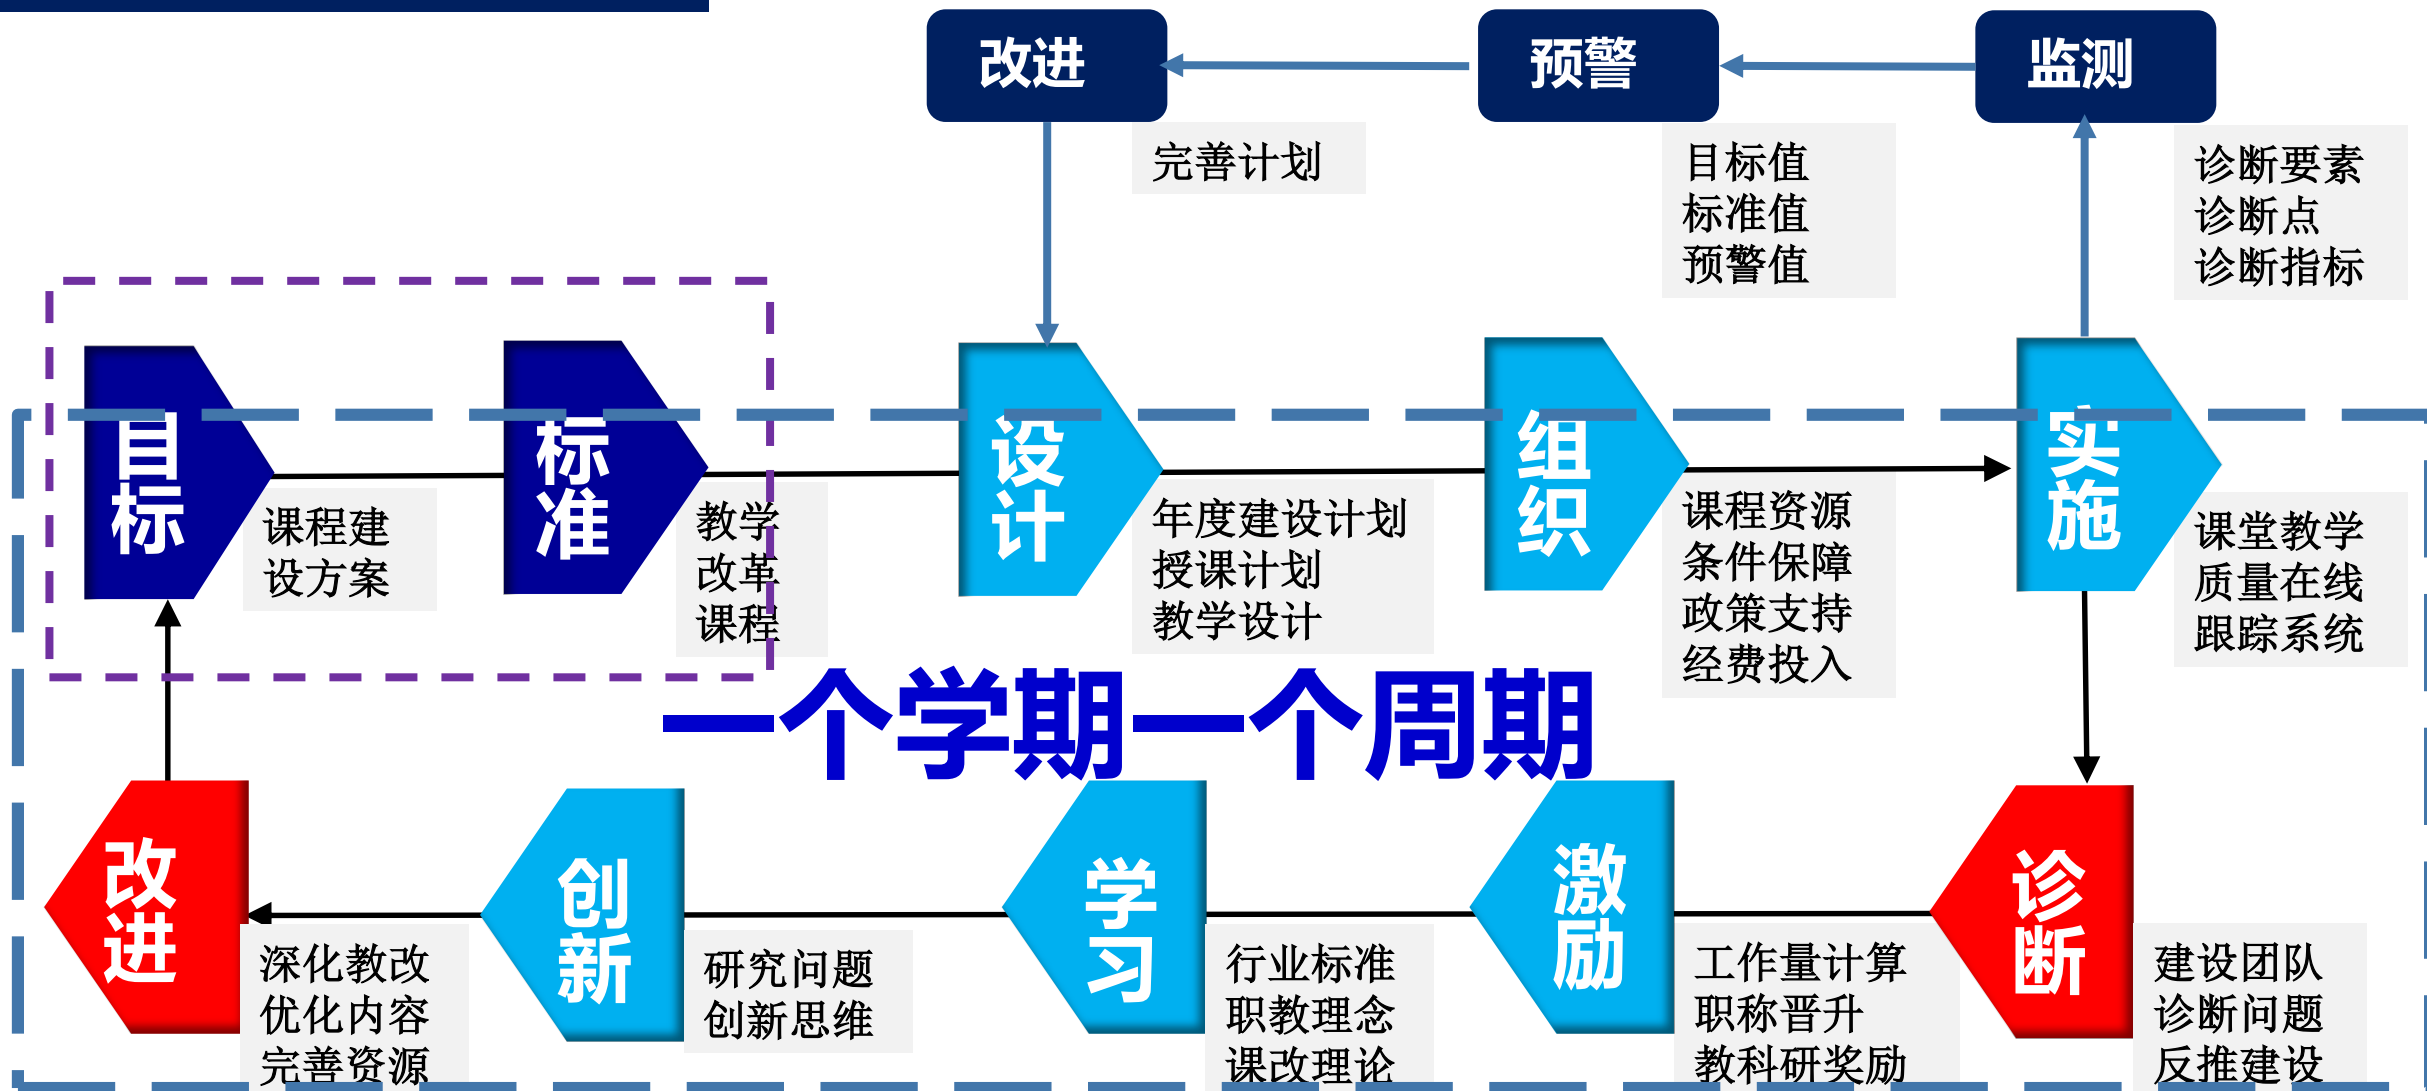 改进
预警
监测
完善计划
目标值
标准值
预警值
诊断要素
诊断点
诊断指标
目标
课程建
设方案
标准
教学
改革
课程
设计
年度建设计划
授课计划
教学设计
组织
课程资源
条件保障
政策支持
经费投入
实施
课堂教学
质量在线
跟踪系统
一个学期一个周期
改进
深化教改
优化内容
完善资源
创新
研究问题
创新思维
学习
行业标准
职教理念
课改理论
激励
工作量计算
职称晋升
教科研奖励
诊断
建设团队
诊断问题
反推建设